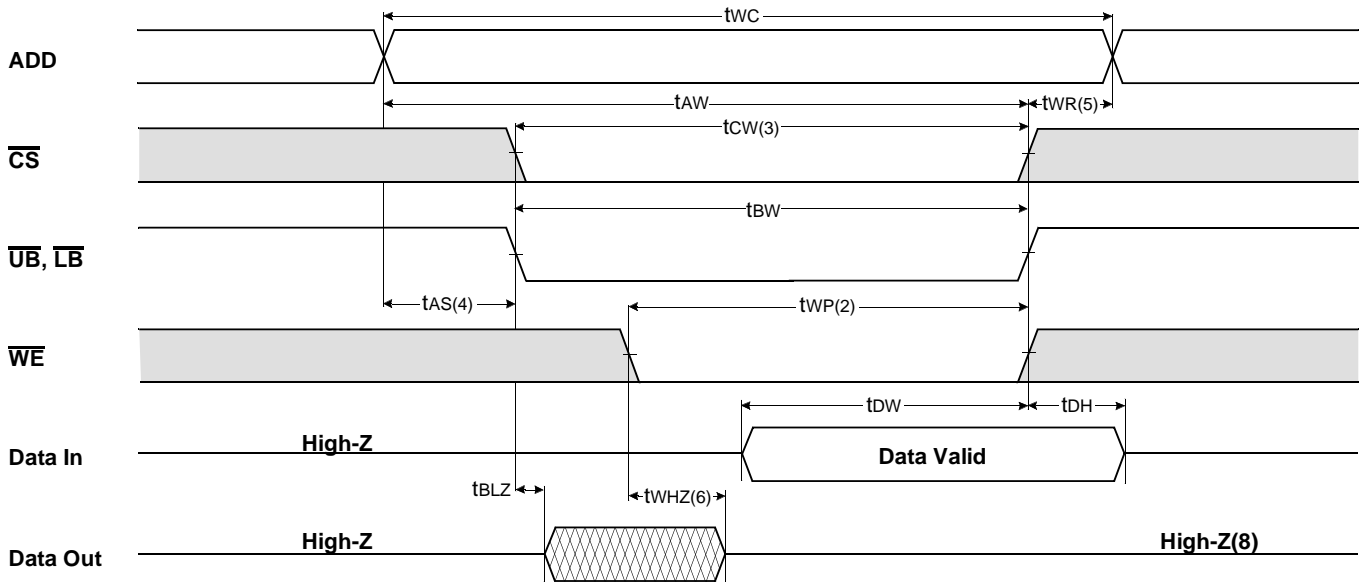 tWC
ADD
tAW
tWR(5)
tCW(3)
CS
tBW
UB, LB
tAS(4)
tWP(2)
WE
tDW
tDH
High-Z
Data In
Data Valid
tBLZ
tWHZ(6)
High-Z
High-Z(8)
Data Out